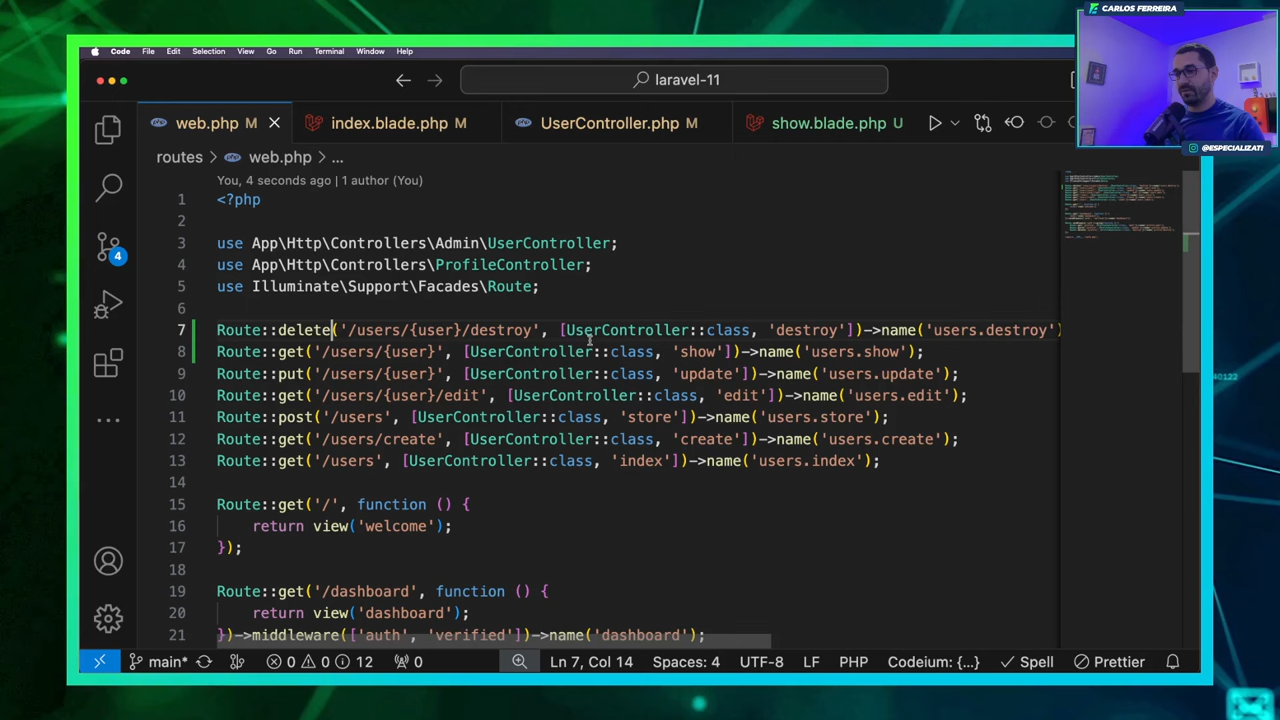 CARLOS FERREIRA
Code File Edit Selection View Go Run Terminal Window Help
laravel-11
web.php M
index.blade.php M
UserController.php M
show.blade.php U
@ESPECIALIZATI
routes > web.php > ...
You, 4 seconds ago | 1 author (You)
1 <?php
2
3 use App\Http\Controllers\Admin\UserController;
4 use App\Http\Controllers\ProfileController;
5 use Illuminate\Support\Facades\Route;
6
7 Route::delete('/users/{user}/destroy', [UserController::class, 'destroy'])->name('users.destroy')
8 Route::get('/users/{user}', [UserController::class, 'show'])->name('users.show');
9 Route::put('/users/{user}', [UserController::class, 'update'])->name('users.update');
10 Route::get('/users/{user}/edit', [UserController::class, 'edit'])->name('users.edit');
11 Route::post('/users', [UserController::class, 'store'])->name('users.store');
12 Route::get('/users/create', [UserController::class, 'create'])->name('users.create');
13 Route::get('/users', [UserController::class, 'index'])->name('users.index');
14
15 Route::get('/', function () {
16 return view('welcome');
17 });
18
19 Route::get('/dashboard', function () {
20 return view('dashboard');
21 })->middleware(['auth', 'verified'])->name('dashboard');
4
40122
main* 0 0 12 0 Ln 7, Col 14 Spaces: 4 UTF-8 LF PHP Codeium: {...} Spell Prettier